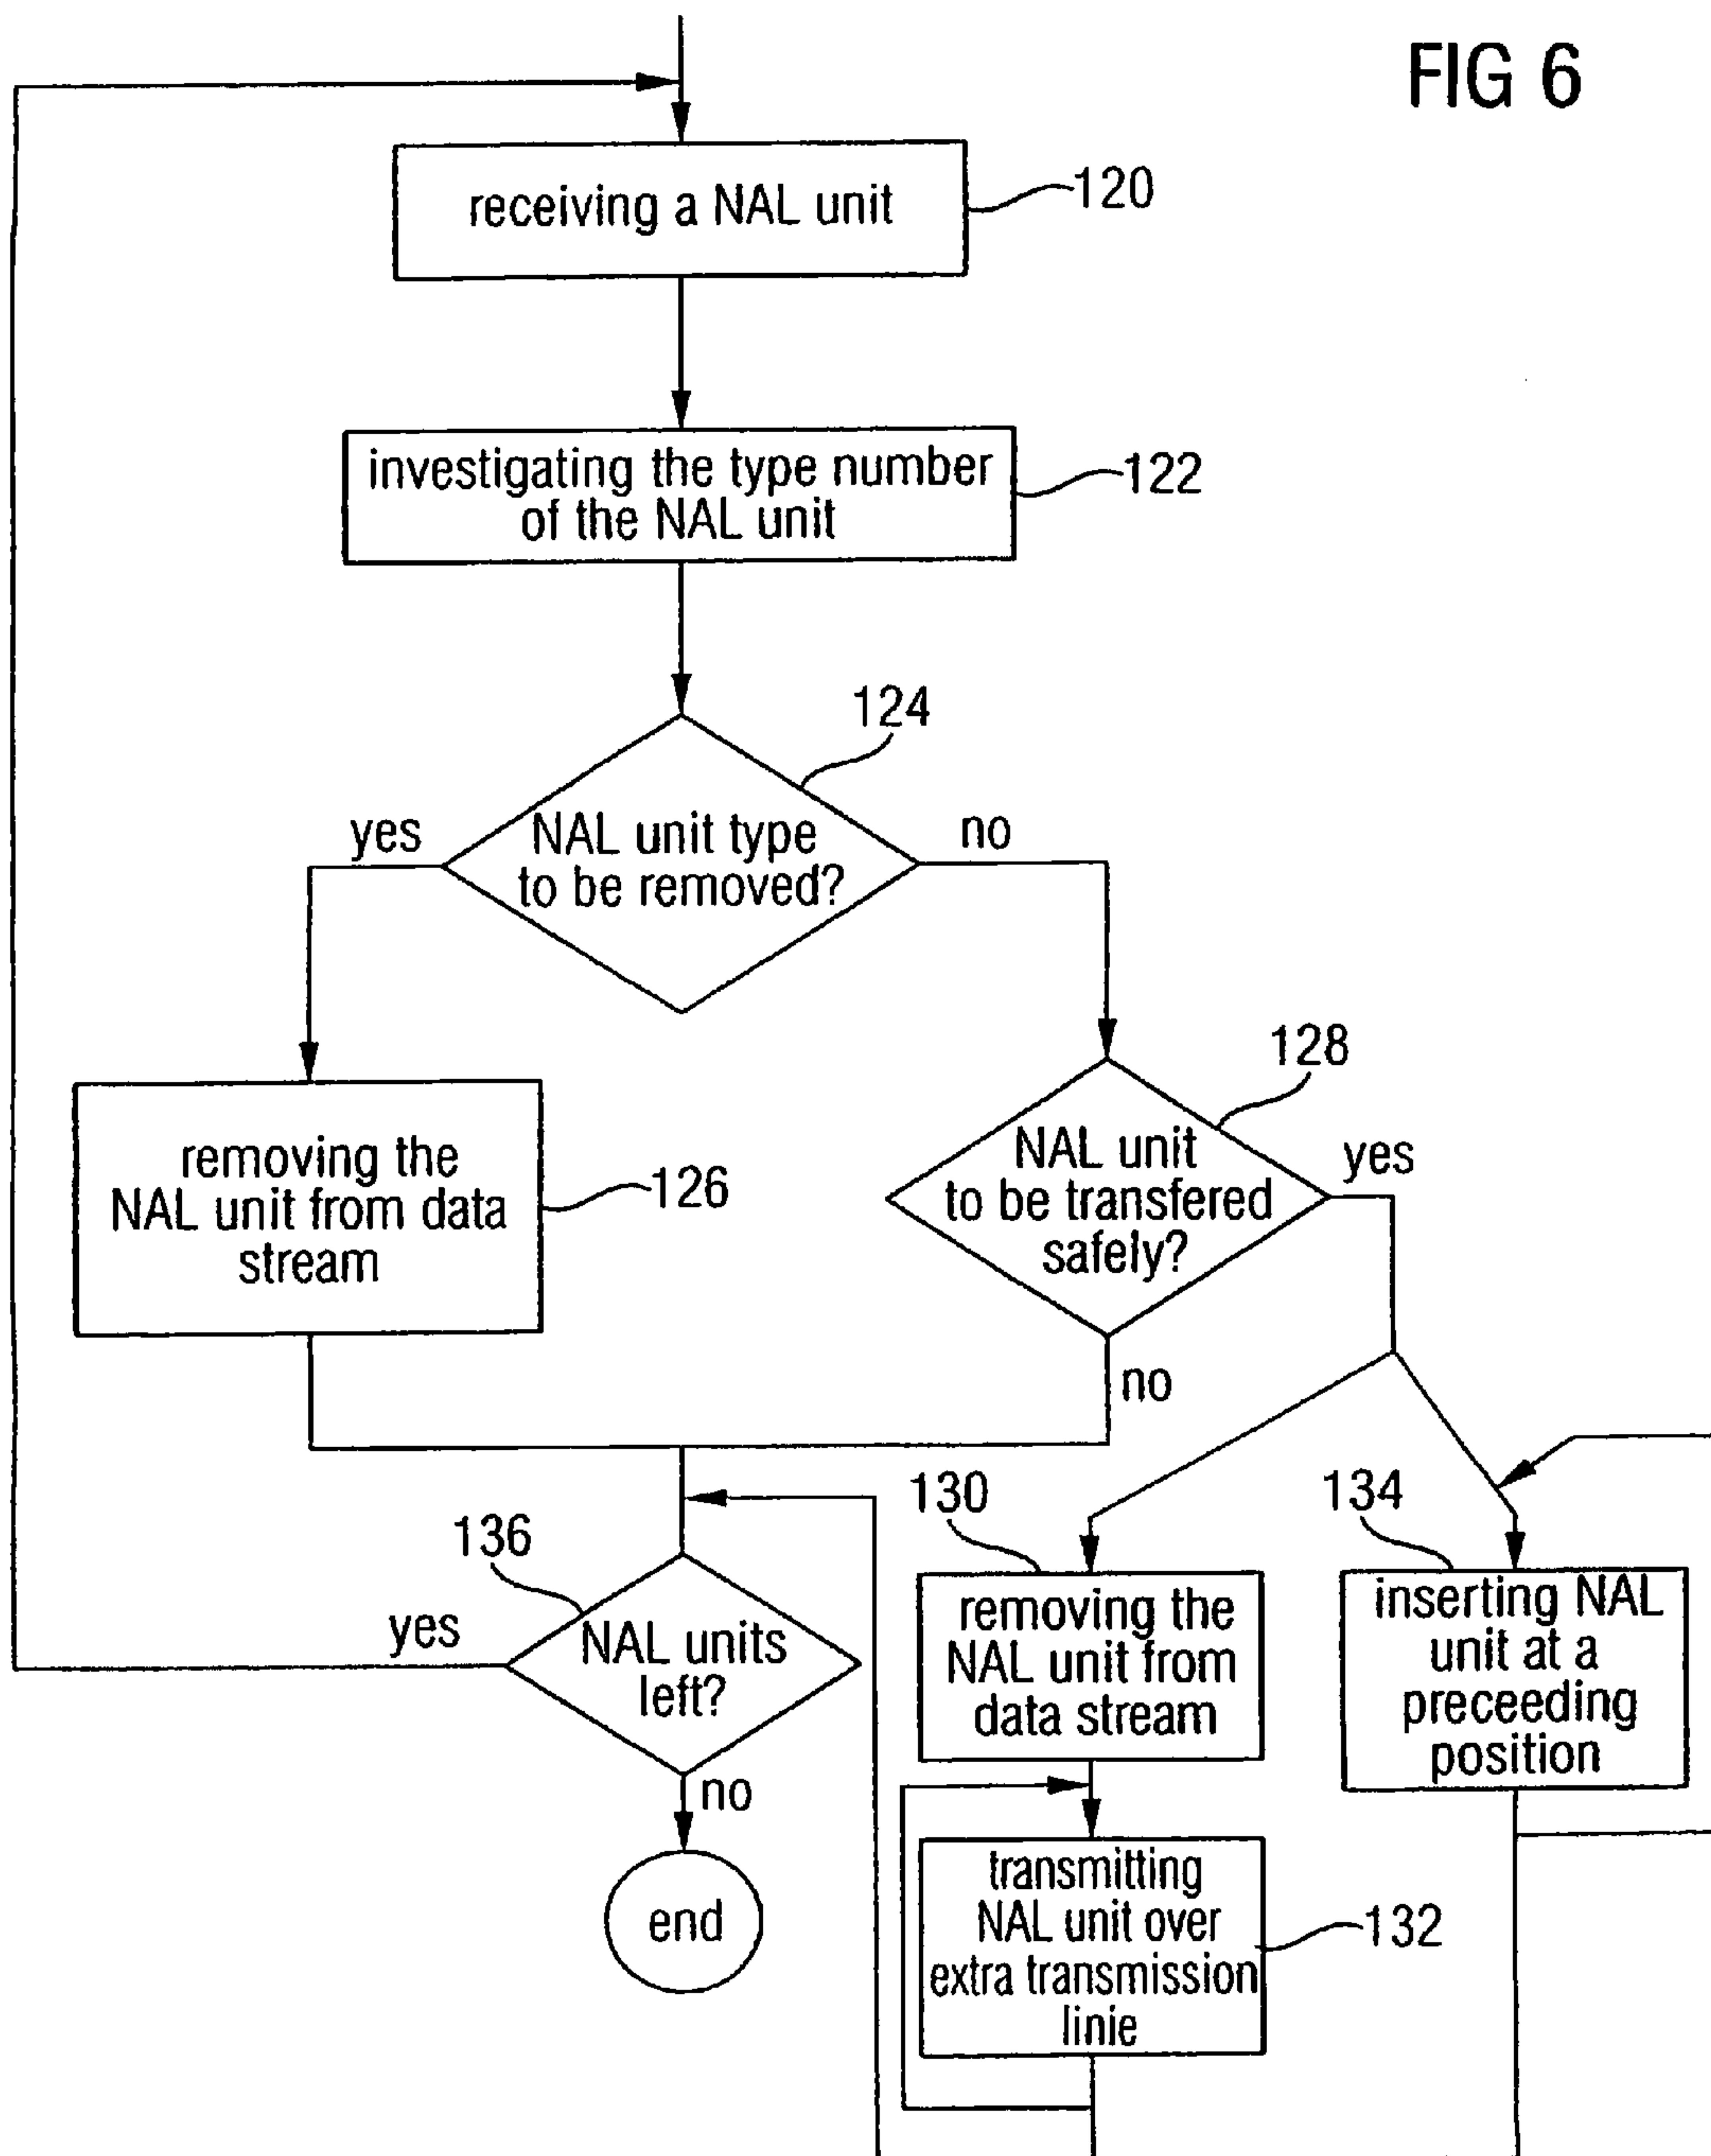 FIG 6
receiving a NAL unit
120
investigating the type number
of the NAL unit
122
124
yes
NAL unit type
to be removed?
no
128
removing the
NAL unit from data
stream
126
NAL unit
to be transfered
safely?
yes
no
130
134
136
yes
NAL units
left?
no
end
removing the
NAL unit from
data stream
inserting NAL
unit at a
preceeding
position
transmitting
NAL unit over
extra transmission
linie
132